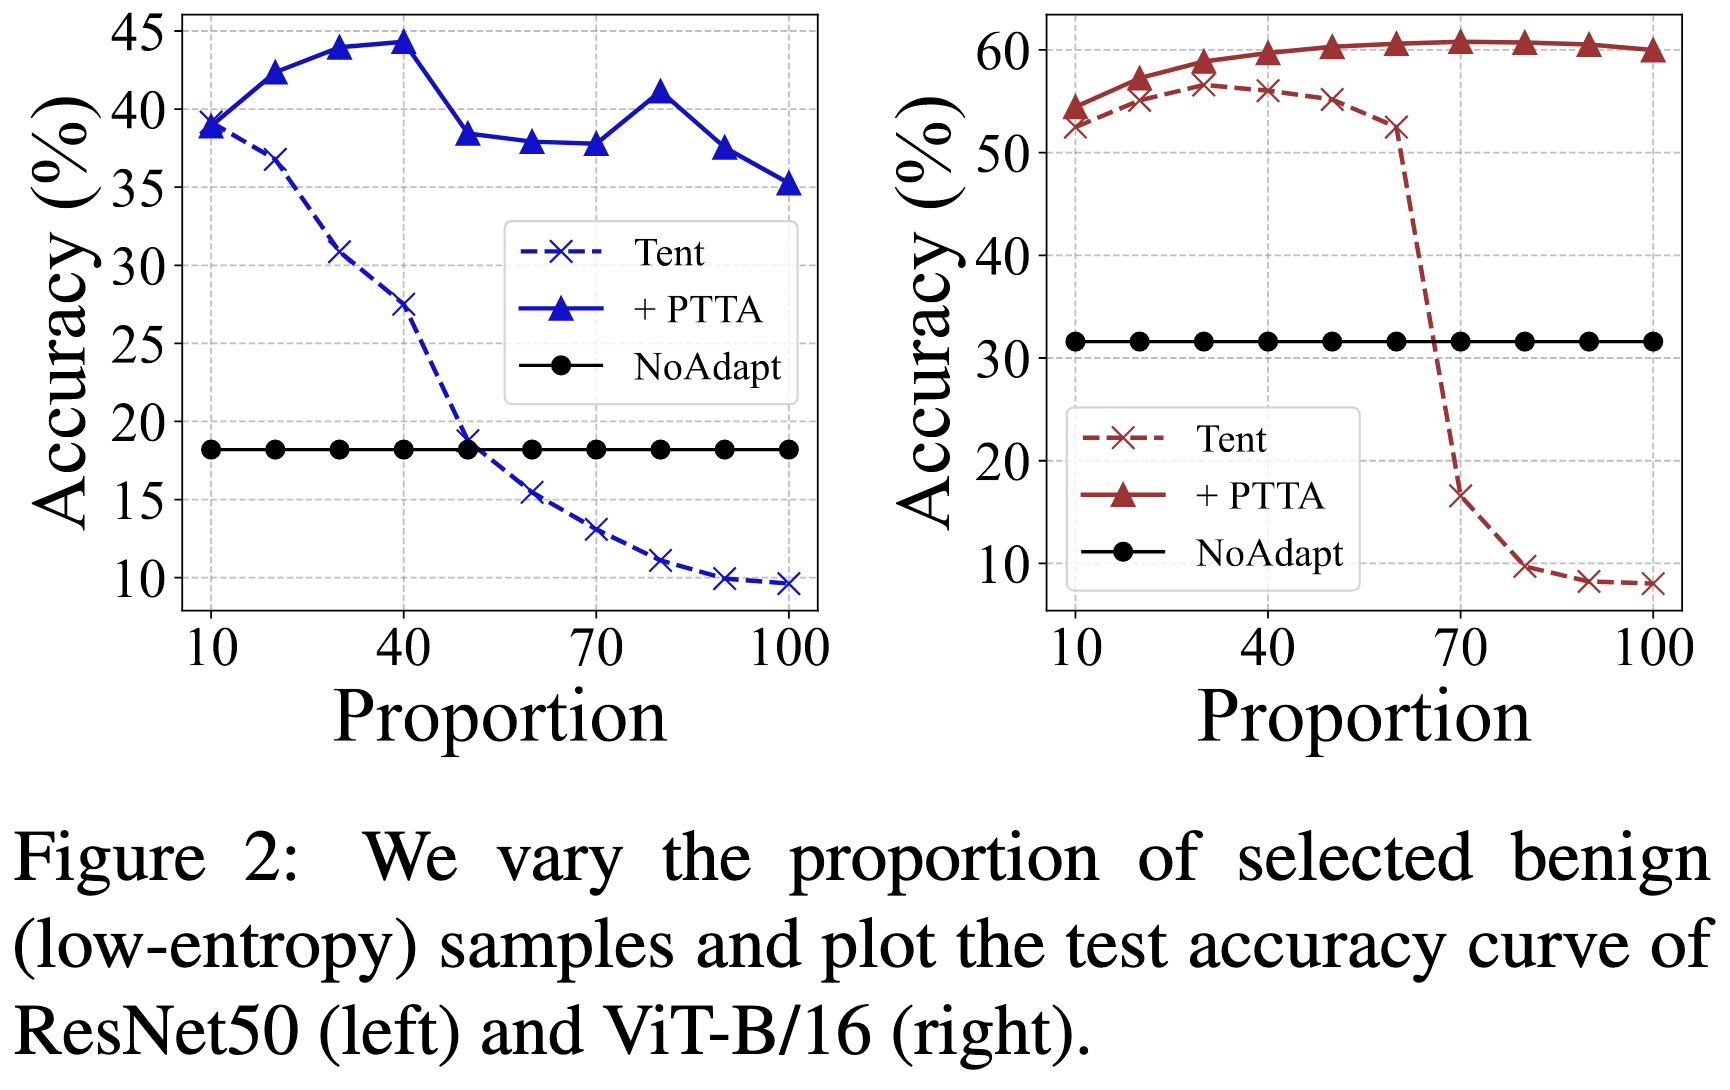 45
40
35
30
25
20
15
10
Accuracy (%)
Tent
+ PTTA
NoAdapt
10 40 70 100
Proportion
60
50
40
30
20
10
Accuracy (%)
Tent
+ PTTA
NoAdapt
10 40 70 100
Proportion
Figure 2: We vary the proportion of selected benign
(low-entropy) samples and plot the test accuracy curve of
ResNet50 (left) and ViT-B/16 (right).